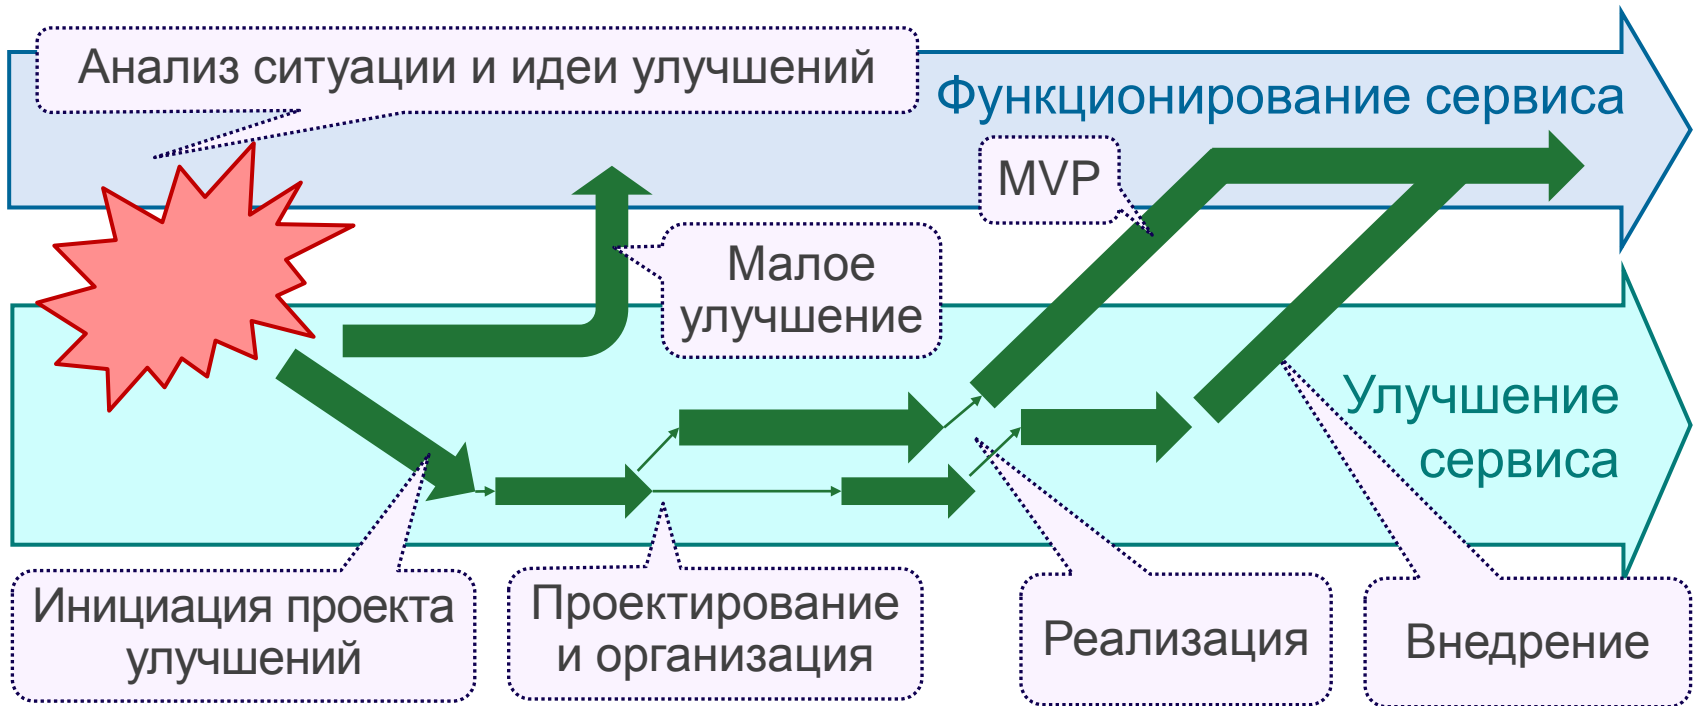 Анализ ситуации и идеи улучшений
Функционирование сервиса
MVP
Малое
улучшение
Улучшение
сервиса
Инициация проекта
улучшений
Проектирование
и организация
Реализация
Внедрение